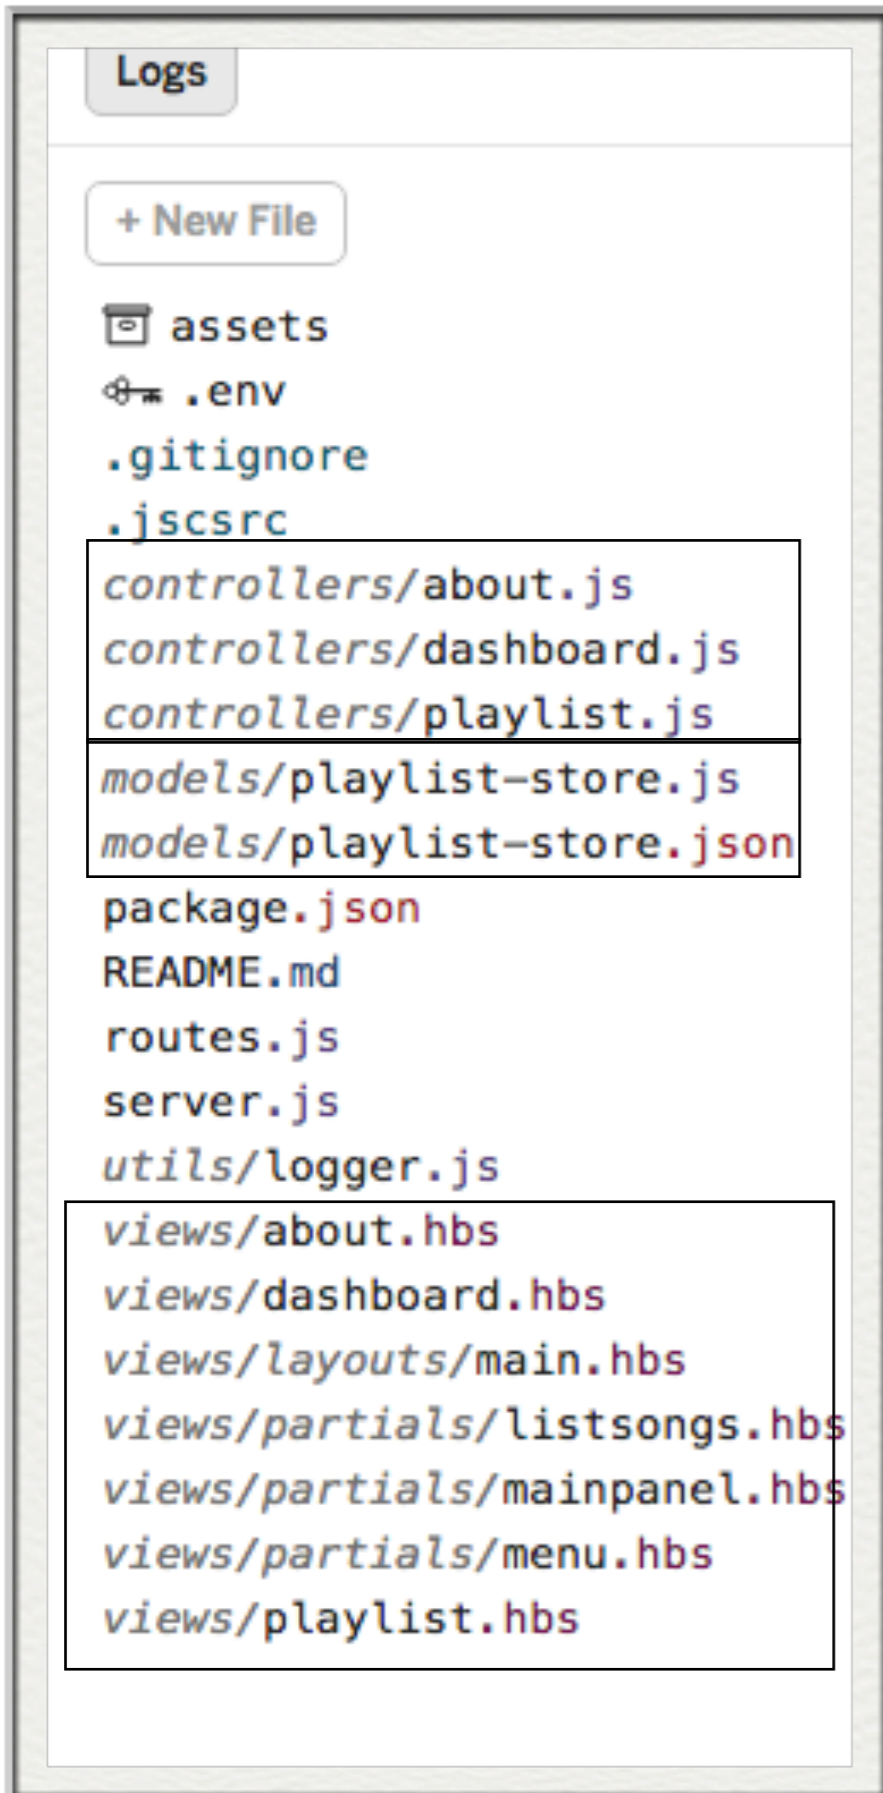 Logs
+ New File
assets
.env
.gitignore
.jscsrc
controllers/about.js
controllers/dashboard.js
controllers/playlist.js
models/playlist-store.js
models/playlist-store.json
package.json
README.md
routes.js
server.js
utils/logger.js
views/about.hbs
views/dashboard.hbs
views/layouts/main.hbs
views/partials/listsongs.hbs
views/partials/mainpanel.hbs
views/partials/menu.hbs
views/playlist.hbs